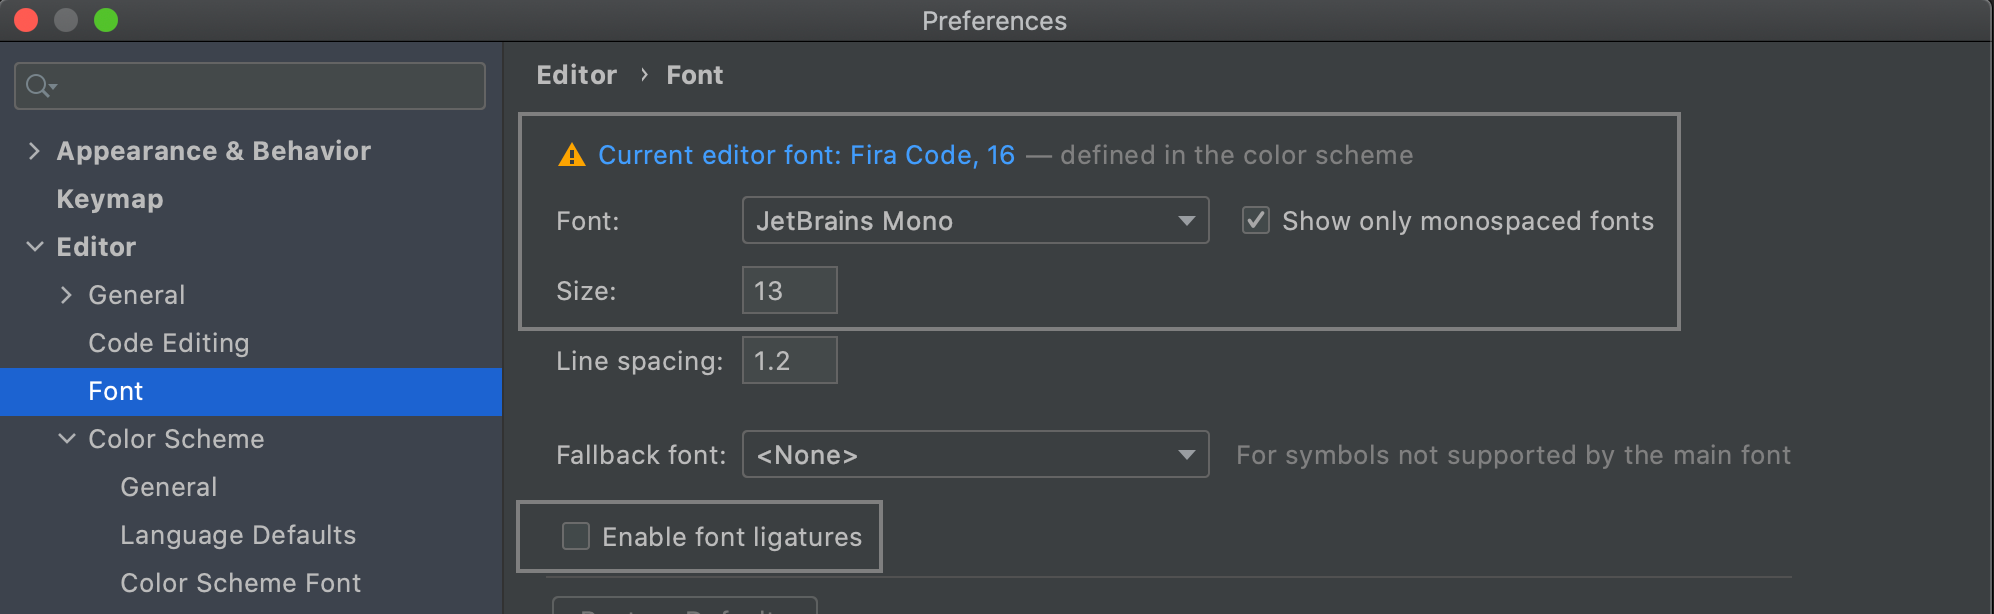 Preferences
Appearance & Behavior
Keymap
Editor
General
Code Editing
Font
Color Scheme
General
Language Defaults
Color Scheme Font
Editor › Font
Current editor font: Fira Code, 16 — defined in the color scheme
Font: JetBrains Mono Show only monospaced fonts
Size: 13
Line spacing: 1.2
Fallback font: <None> For symbols not supported by the main font
Enable font ligatures